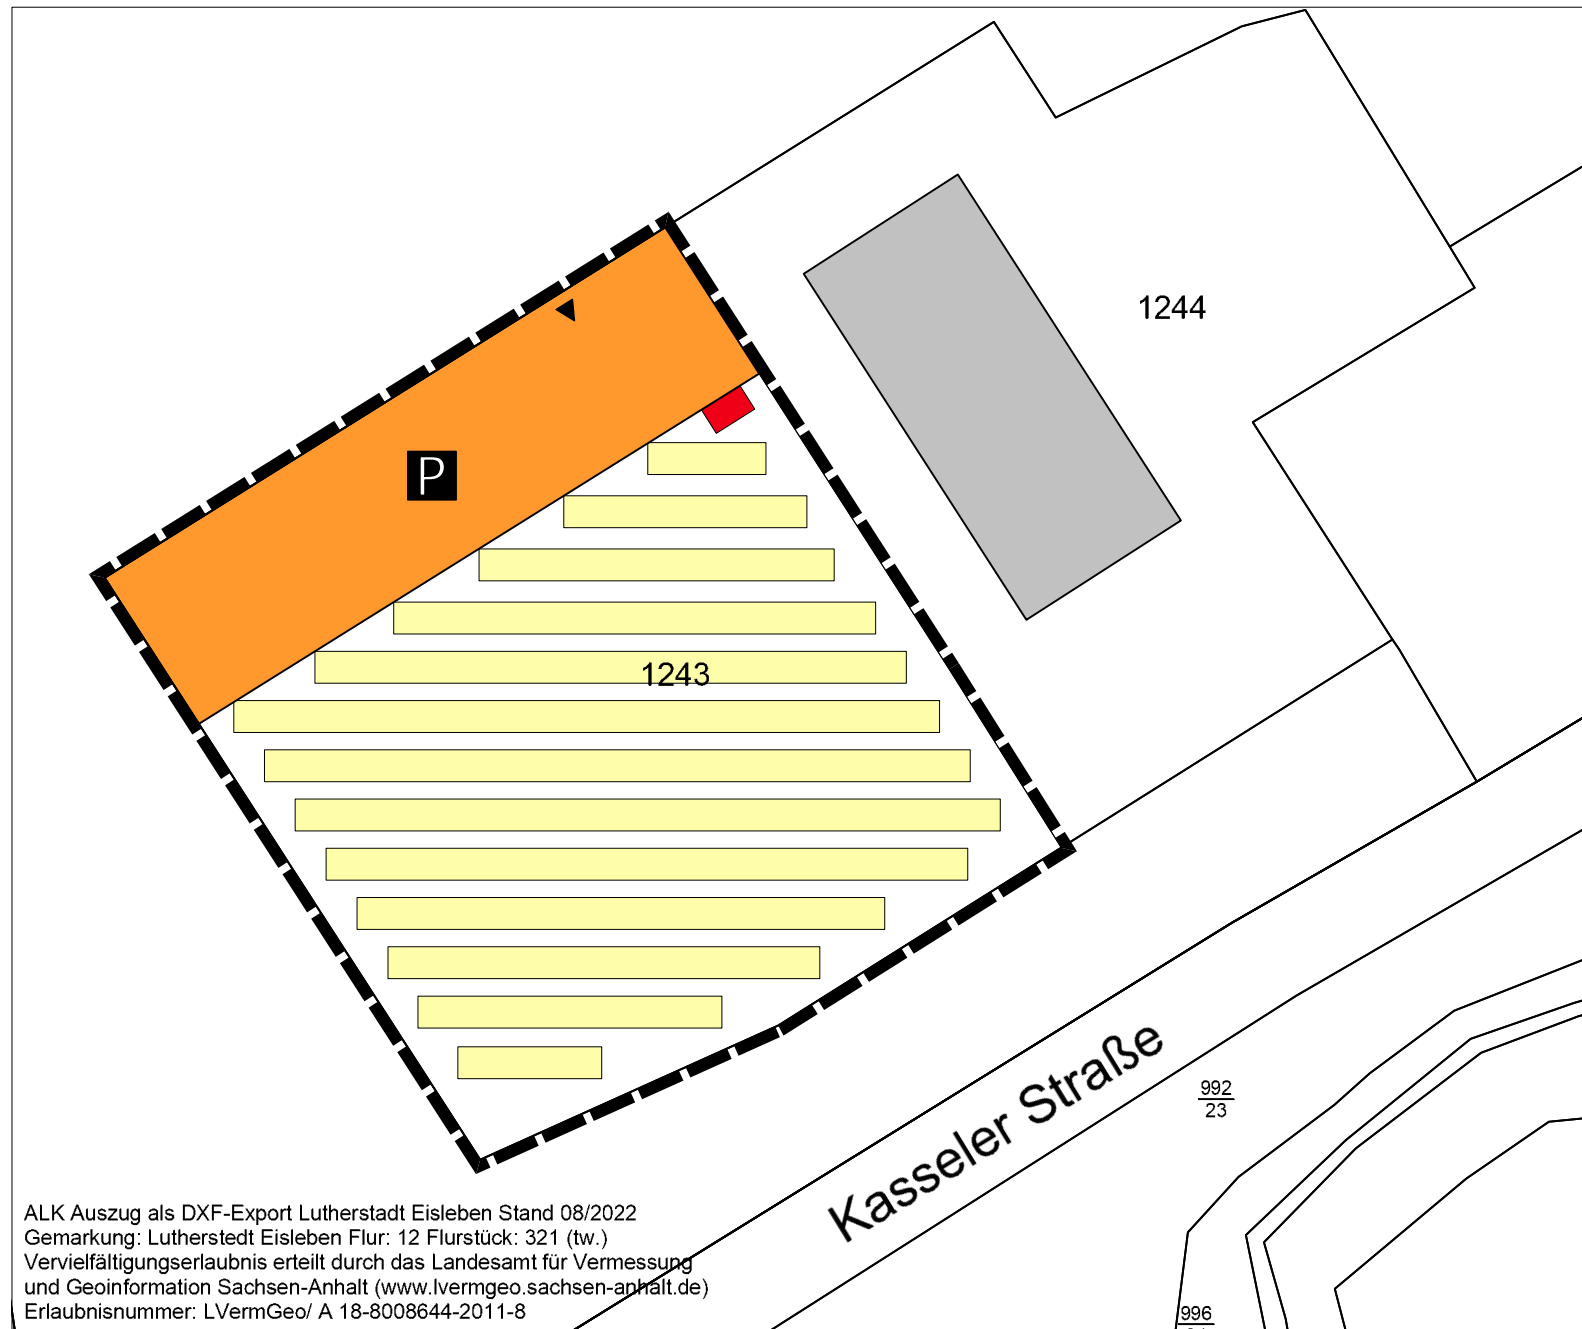 1244
P
1243
Kasseler Straße
992
23
ALK Auszug als DXF-Export Lutherstadt Eisleben Stand 08/2022
Gemarkung: Lutherstedt Eisleben Flur: 12 Flurstück: 321 (tw.)
Vervielfältigungserlaubnis erteilt durch das Landesamt für Vermessung
und Geoinformation Sachsen-Anhalt (www.lvermgeo.sachsen-anhalt.de)
Erlaubnisnummer: LVermGeo/ A 18-8008644-2011-8
996